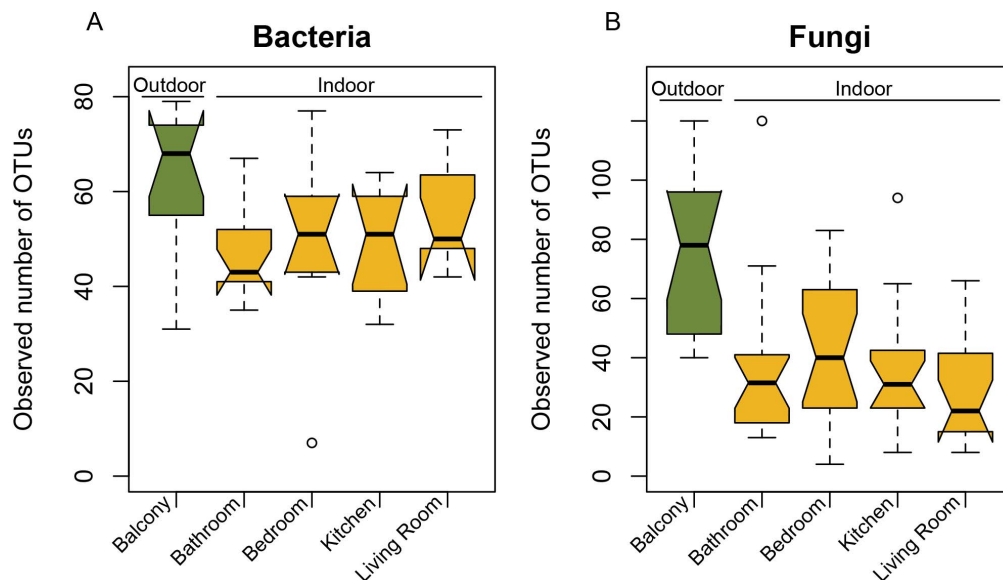 A
Bacteria
Outdoor
Indoor
Observed number of OTUs
80
60
40
20
0
Balcony
Bathroom
Bedroom
Kitchen
Living Room
B
Fungi
Outdoor
Indoor
Observed number of OTUs
100
80
60
40
20
0
Balcony
Bathroom
Bedroom
Kitchen
Living Room